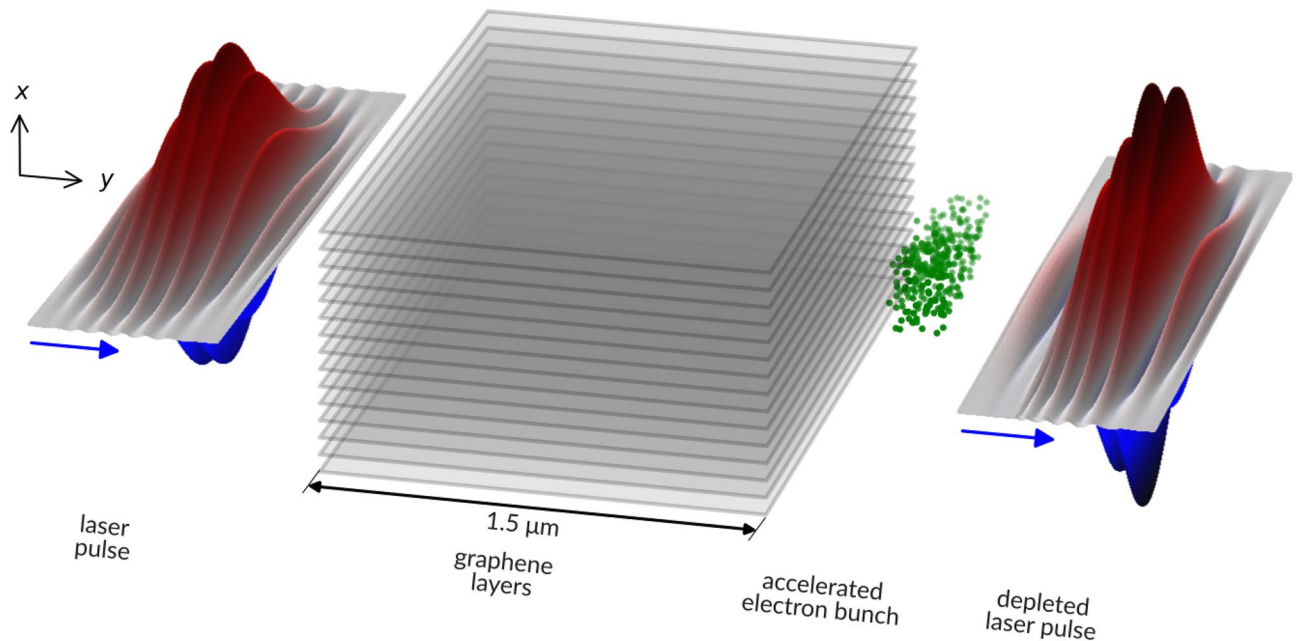 x
y
1.5 μm
laser
pulse
graphene
layers
accelerated
electron bunch
depleted
laser pulse